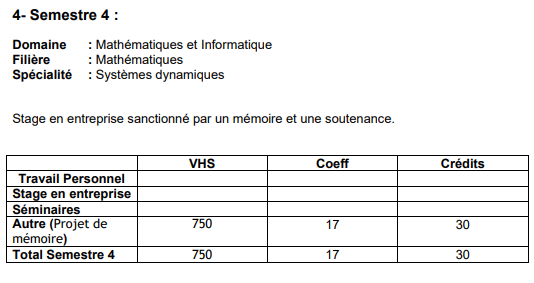 4- Semestre 4 :
Domaine : Mathématiques et Informatique
Filière : Mathématiques
Spécialité : Systèmes dynamiques
Stage en entreprise sanctionné par un mémoire et une soutenance.
VHS Coeff Crédits
Travail Personnel
Stage en entreprise
Séminaires
Autre (Projet de 750 17 30
mémoire)
Total Semestre 4 750 17 30